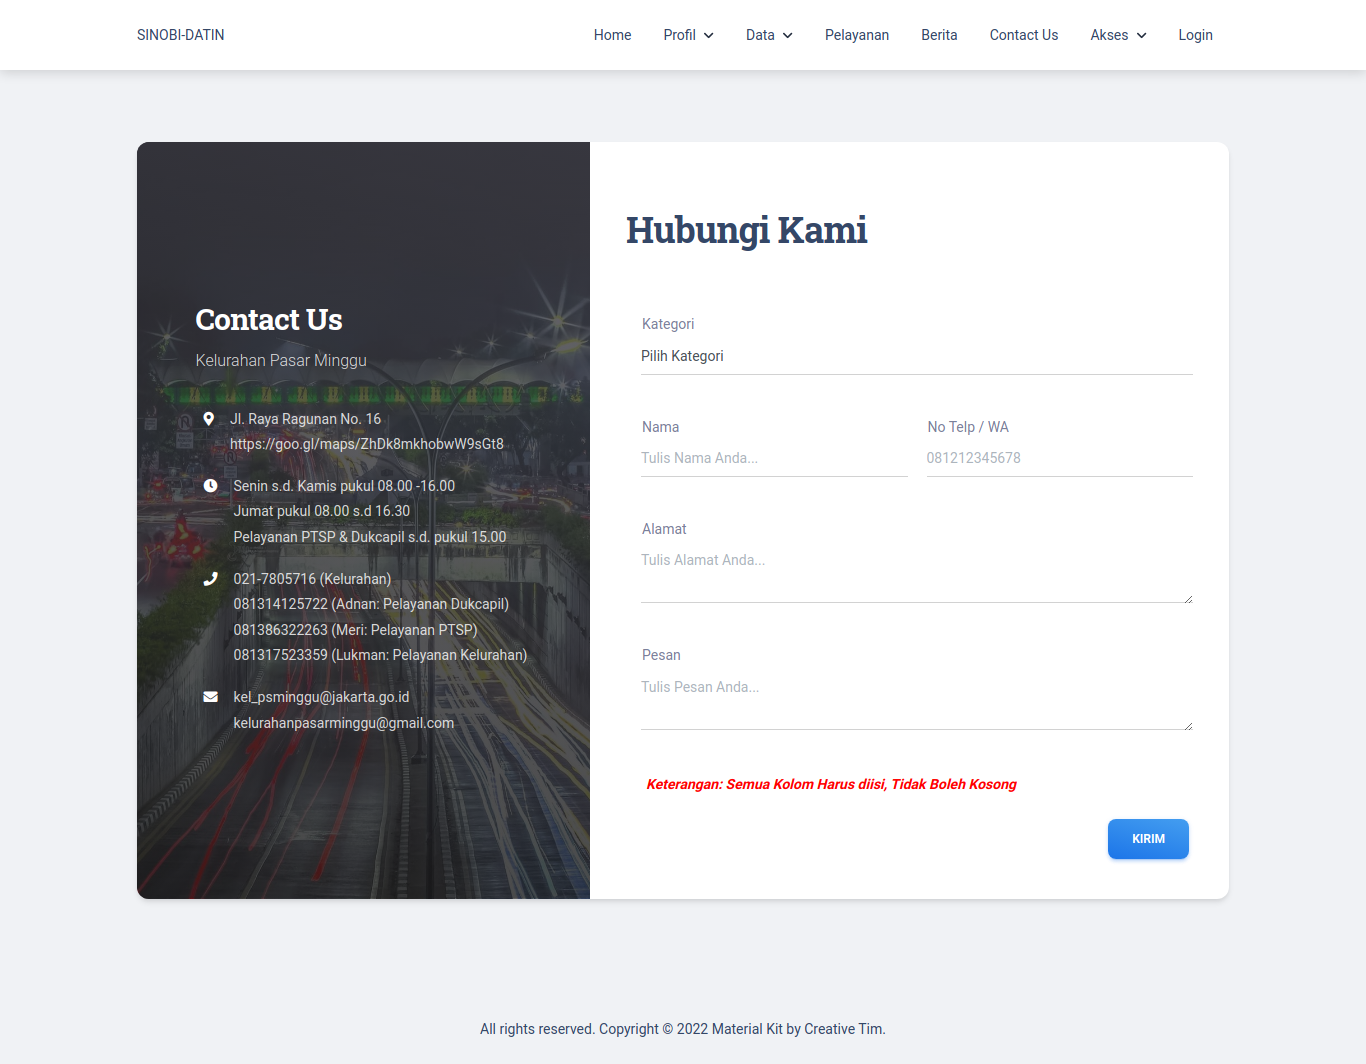 SINOBI-DATIN
Home
Profil
Data
Pelayanan
Berita
Contact Us
Akses
Login
Contact Us
Kelurahan Pasar Minggu
Jl. Raya Ragunan No. 16
https://goo.gl/maps/ZhDk8mkhobwW9sGt8
Senin s.d. Kamis pukul 08.00 -16.00
Jumat pukul 08.00 s.d 16.30
Pelayanan PTSP & Dukcapil s.d. pukul 15.00
021-7805716 (Kelurahan)
081314125722 (Adnan: Pelayanan Dukcapil)
081386322263 (Meri: Pelayanan PTSP)
081317523359 (Lukman: Pelayanan Kelurahan)
kel_psminggu@jakarta.go.id
kelurahanpasarminggu@gmail.com
Hubungi Kami
Kategori
Pilih Kategori
Nama
Tulis Nama Anda...
No Telp / WA
081212345678
Alamat
Tulis Alamat Anda...
Pesan
Tulis Pesan Anda...
Keterangan: Semua Kolom Harus diisi, Tidak Boleh Kosong
KIRIM
All rights reserved. Copyright © 2022 Material Kit by Creative Tim.